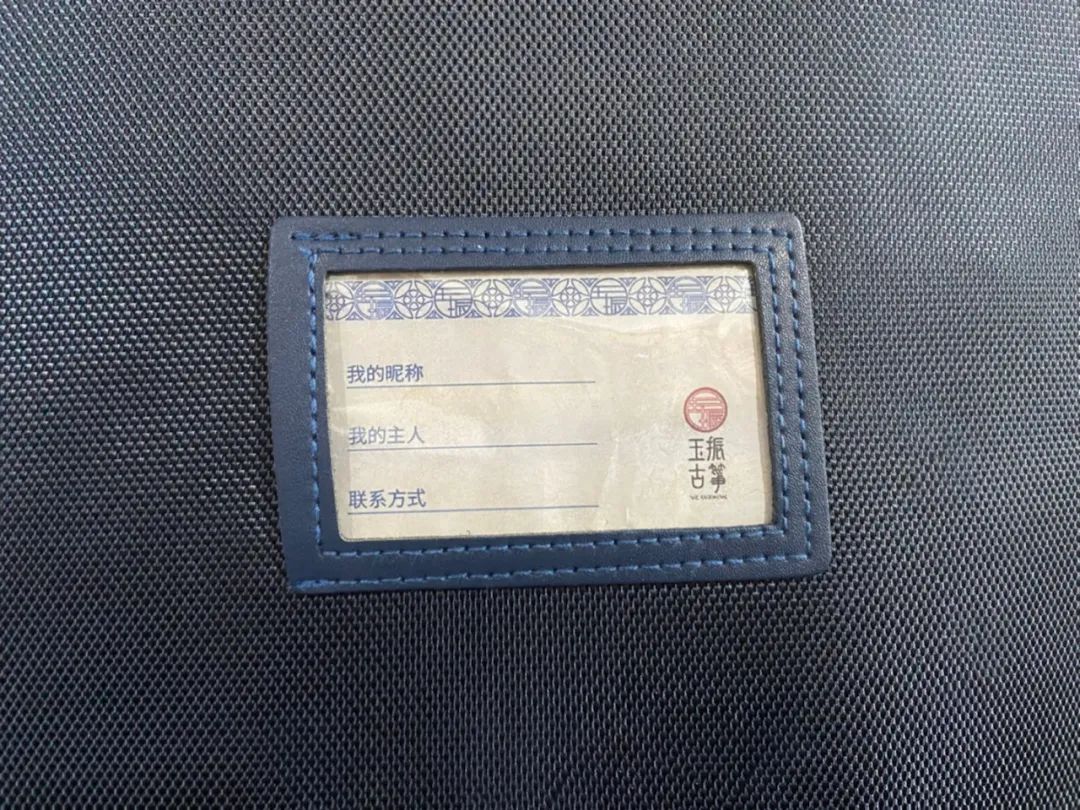 我的昵称
我的主人
联系方式
玉振
古筝